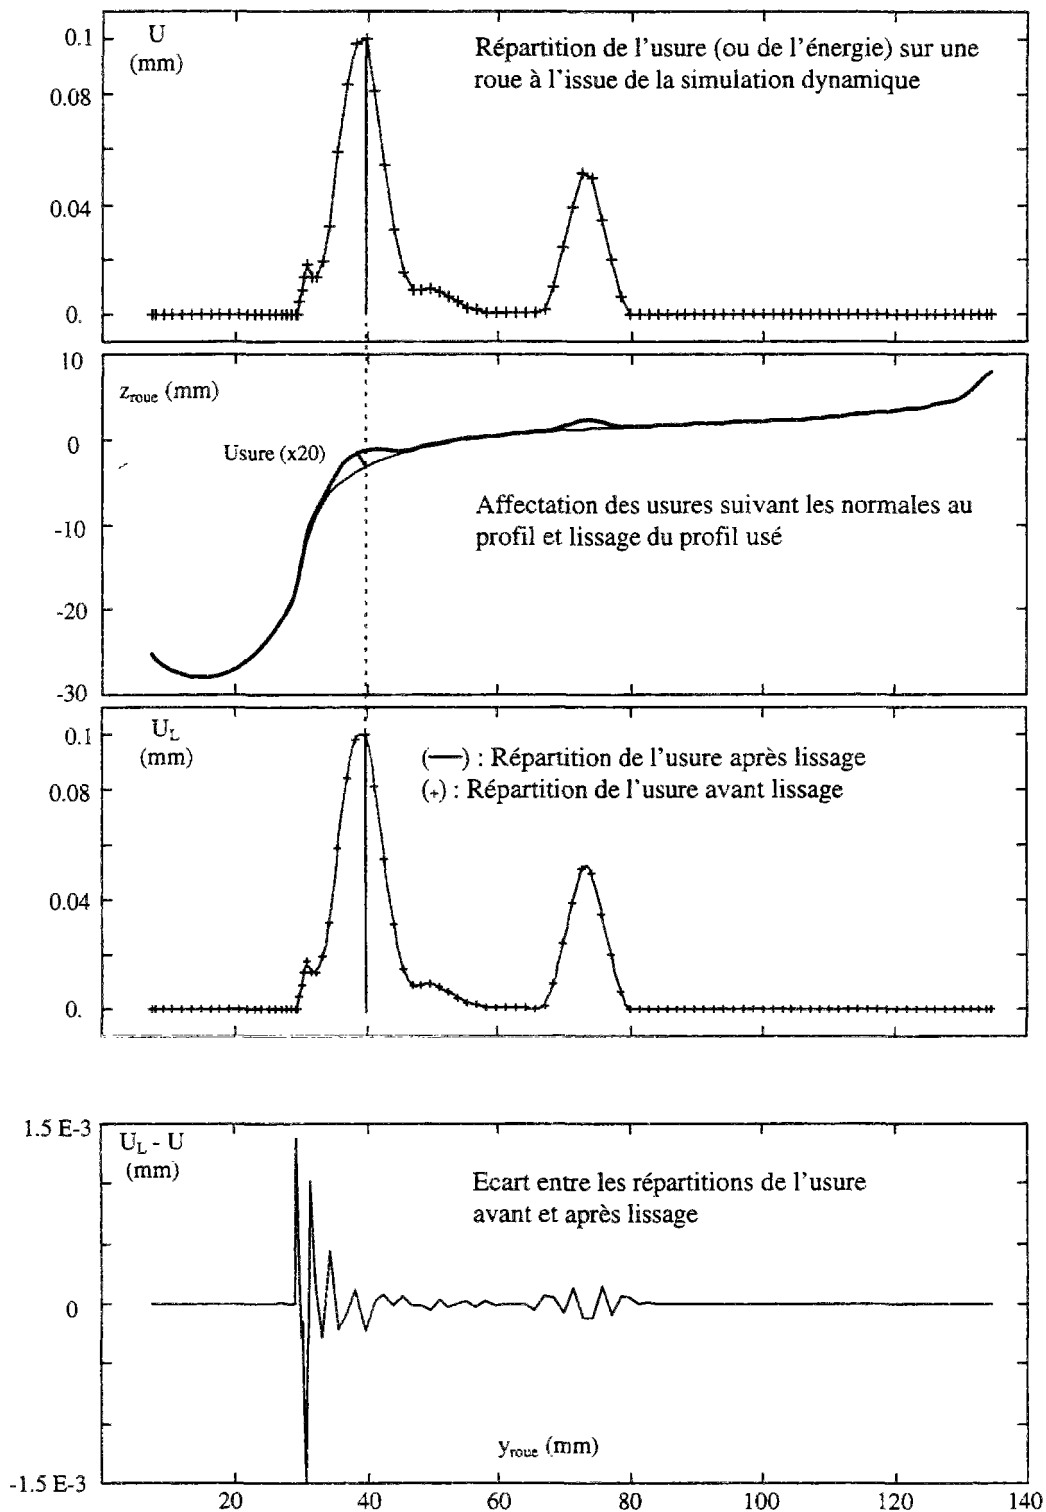 0.1
U
(mm)
Répartition de l'usure (ou de l'énergie) sur une
roue à l'issue de la simulation dynamique
0.08
0.04
0.
10
z_roue (mm)
0
Usure (x20)
Affectation des usures suivant les normales au
profil et lissage du profil usé
-10
-20
-30
U_L
0.1
(mm)
(—) : Répartition de l'usure après lissage
(+) : Répartition de l'usure avant lissage
0.08
0.04
0.
1.5 E-3
U_L - U
(mm)
Ecart entre les répartitions de l'usure
avant et après lissage
0
y_roue (mm)
-1.5 E-3
20 40 60 80 100 120 140